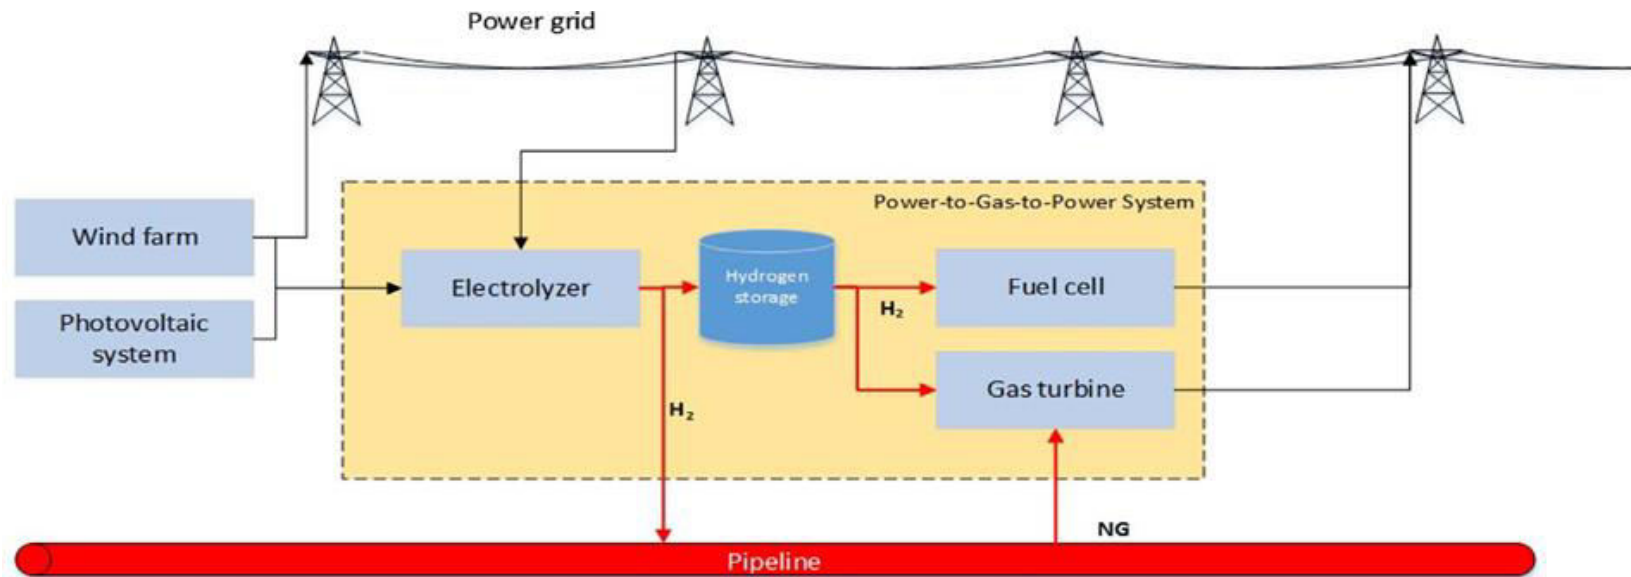 Power grid
Power-to-Gas-to-Power System
Wind farm
Photovoltaic
system
Electrolyzer
Hydrogen
storage
H₂
Fuel cell
Gas turbine
H₂
NG
Pipeline